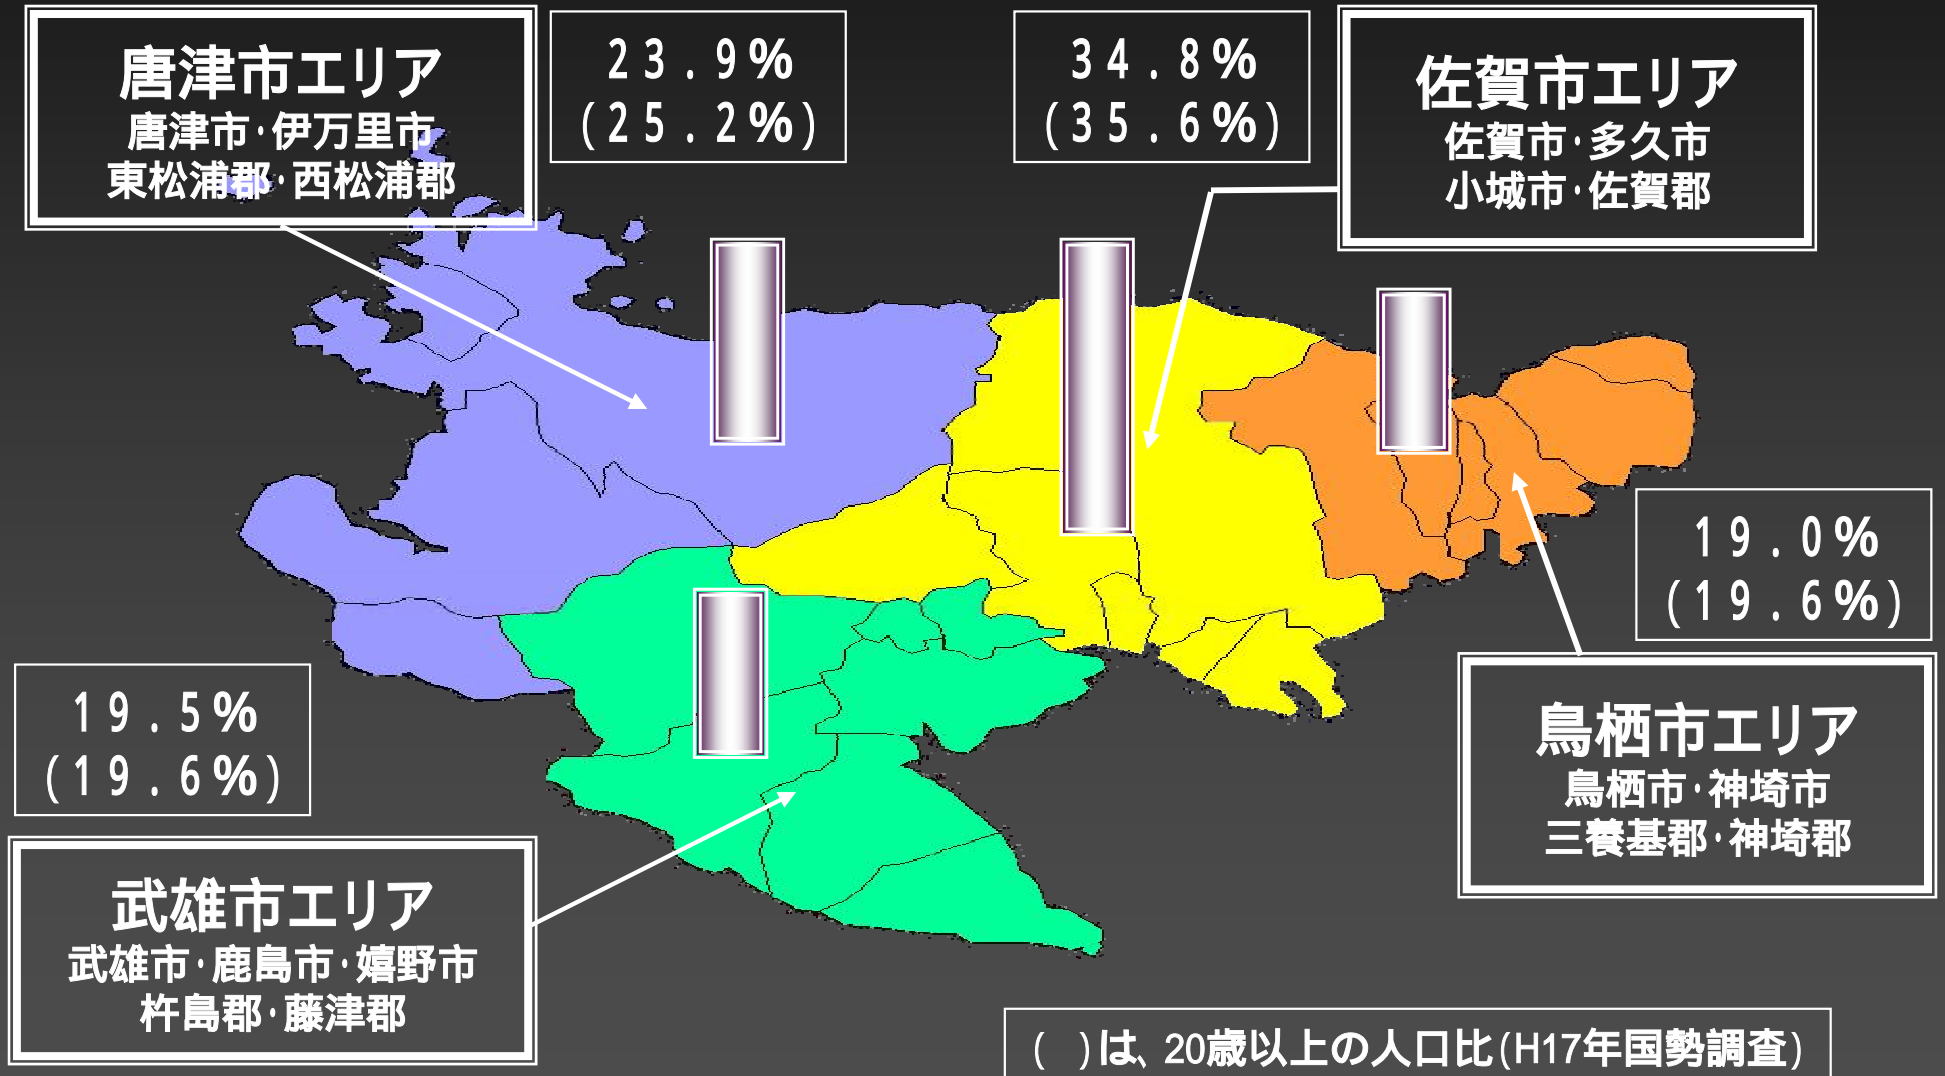 唐津市エリア
唐津市・伊万里市
東松浦郡・西松浦郡
23.9%
(25.2%)
34.8%
(35.6%)
佐賀市エリア
佐賀市・多久市
小城市・佐賀郡
19.0%
(19.6%)
鳥栖市エリア
鳥栖市・神埼市
三養基郡・神埼郡
19.5%
(19.6%)
武雄市エリア
武雄市・鹿島市・嬉野市
杵島郡・藤津郡
( )は、20歳以上の人口比(H17年国勢調査)